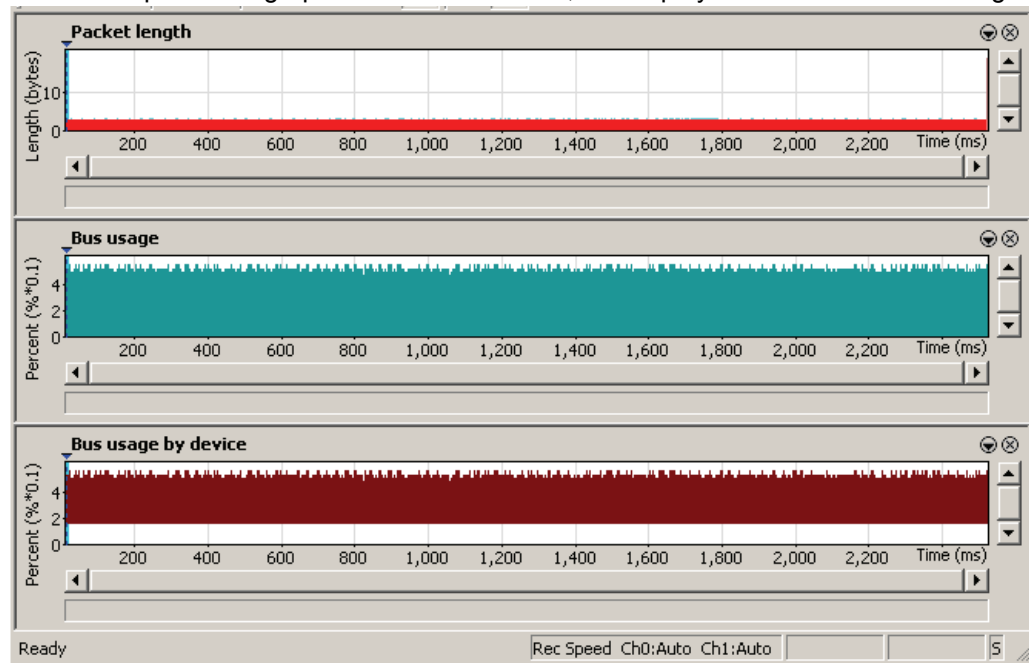 Packet length
Length (bytes)
10
0
200 400 600 800 1,000 1,200 1,400 1,600 1,800 2,000 2,200 Time (ms)
Bus usage
Percent (%*0.1)
4
2
0
200 400 600 800 1,000 1,200 1,400 1,600 1,800 2,000 2,200 Time (ms)
Bus usage by device
Percent (%*0.1)
4
2
0
200 400 600 800 1,000 1,200 1,400 1,600 1,800 2,000 2,200 Time (ms)
Ready Rec Speed Ch0:Auto Ch1:Auto S